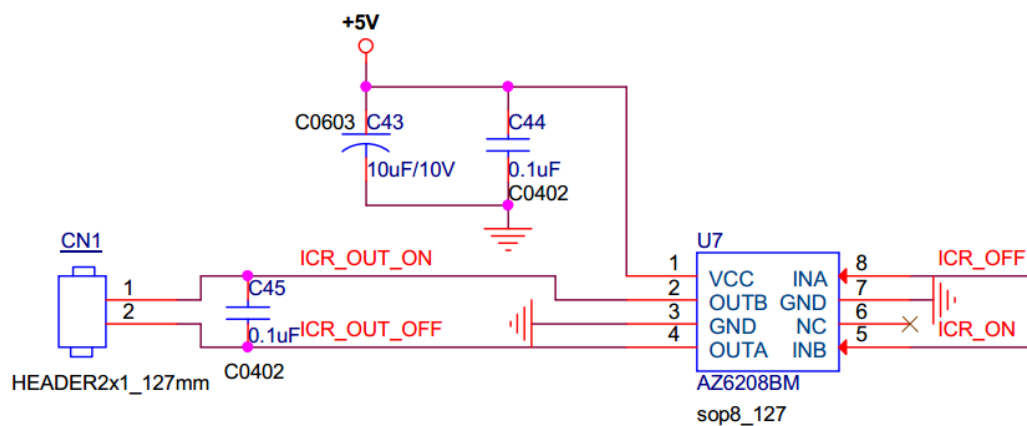 +5V
C0603 C43
10uF/10V
C44
0.1uF
C0402
CN1
1
2
HEADER2x1_127mm
ICR_OUT_ON
C45
0.1uF
C0402
ICR_OUT_OFF
U7
1 VCC INA 8 ICR_OFF
2 OUTB GND 7
3 GND NC 6
4 OUTA INB 5 ICR_ON
AZ6208BM
sop8_127